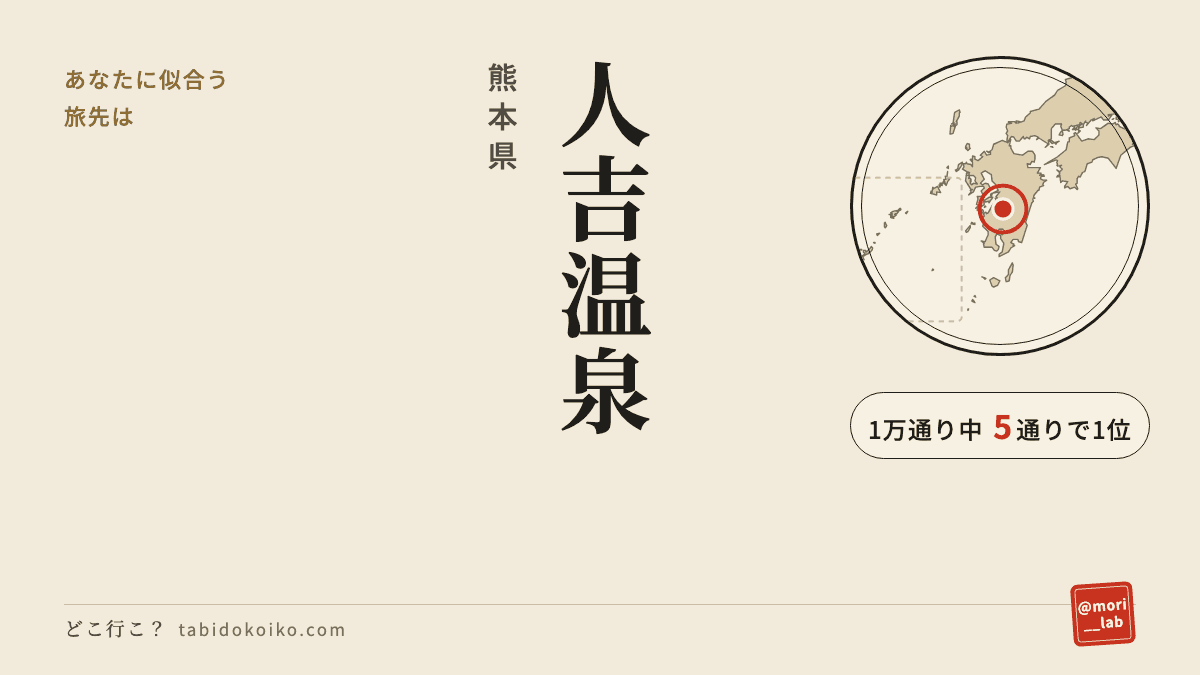 あなたに似合う
旅先は
人吉温泉
熊本県
1万通り中 5通りで1位
どこ行こ？ tabidokoiko.com
@mori
__lab